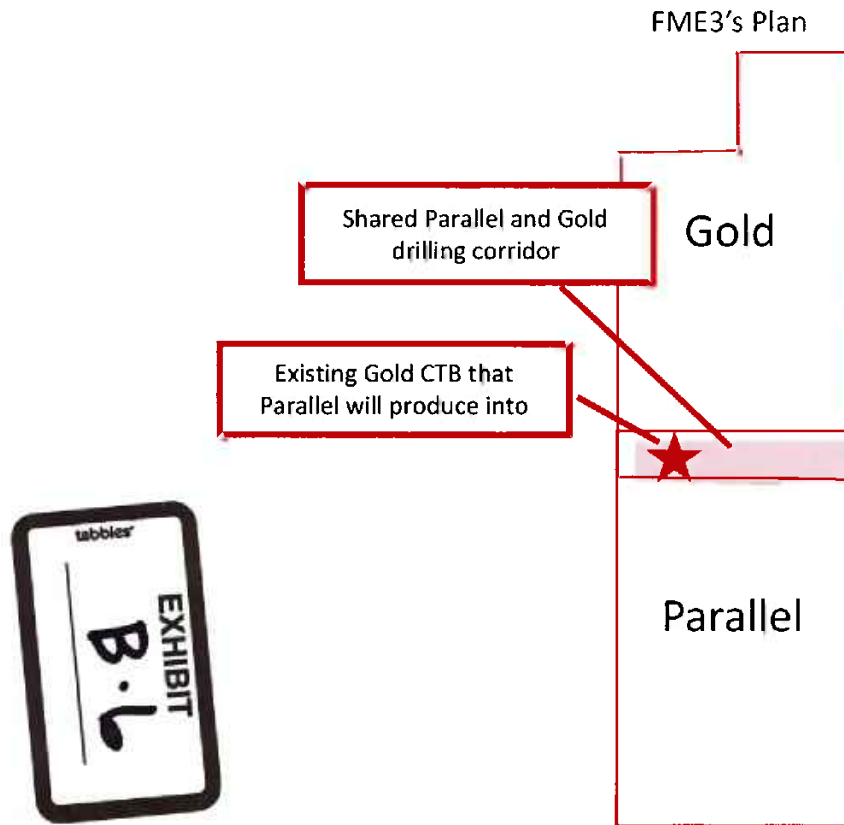 FME3's Plan
Gold
Shared Parallel and Gold
drilling corridor
Existing Gold CTB that
Parallel will produce into
Parallel
tabbies'
EXHIBIT
B.6